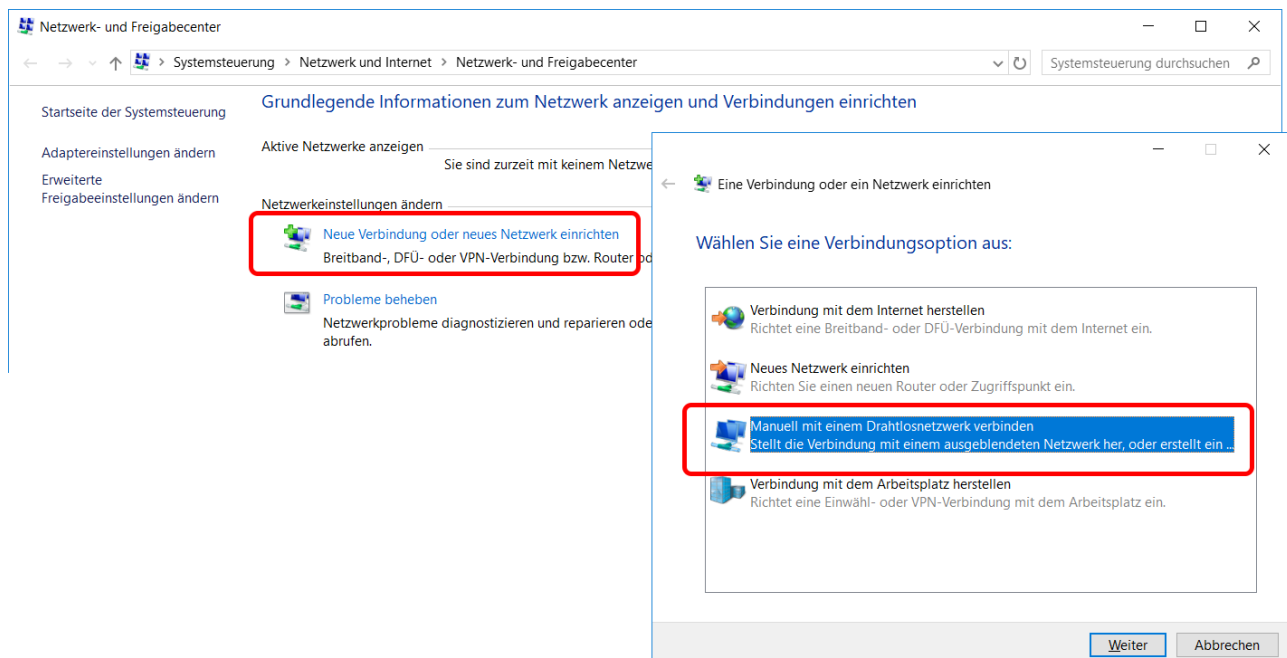 Netzwerk- und Freigabecenter
Systemsteuerung > Netzwerk und Internet > Netzwerk- und Freigabecenter
Systemsteuerung durchsuchen
Startseite der Systemsteuerung
Adaptereinstellungen ändern
Erweiterte
Freigabeeinstellungen ändern
Grundlegende Informationen zum Netzwerk anzeigen und Verbindungen einrichten
Aktive Netzwerke anzeigen
Sie sind zurzeit mit keinem Netzwe
Netzwerkeinstellungen ändern
Neue Verbindung oder neues Netzwerk einrichten
Breitband-, DFÜ- oder VPN-Verbindung bzw. Router od
Probleme beheben
Netzwerkprobleme diagnostizieren und reparieren ode
abrufen.
Eine Verbindung oder ein Netzwerk einrichten
Wählen Sie eine Verbindungsoption aus:
Verbindung mit dem Internet herstellen
Richtet eine Breitband- oder DFÜ-Verbindung mit dem Internet ein.
Neues Netzwerk einrichten
Richten Sie einen neuen Router oder Zugriffspunkt ein.
Manuell mit einem Drahtlosnetzwerk verbinden
Stellt die Verbindung mit einem ausgeblendeten Netzwerk her, oder erstellt ein ...
Verbindung mit dem Arbeitsplatz herstellen
Richtet eine Einwähl- oder VPN-Verbindung mit dem Arbeitsplatz ein.
Weiter
Abbrechen